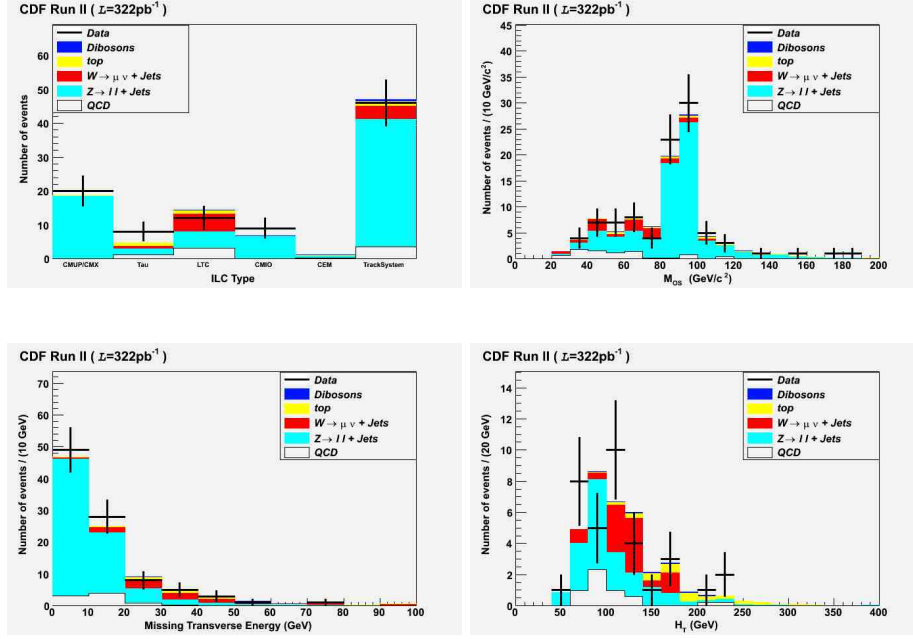 CDF Run II ( ℒ=322pb⁻¹ )
Number of events
60
50
40
30
20
10
0
Data
Dibosons
top
W → μ ν + Jets
Z → l l + Jets
QCD
CMUP/CMX Tau LTC CMIO CEM TrackSystem
ILC Type
CDF Run II ( ℒ=322pb⁻¹ )
Number of events / (10 GeV/c²)
45
40
35
30
25
20
15
10
5
0
Data
Dibosons
top
W → μ ν + Jets
Z → l l + Jets
QCD
0 20 40 60 80 100 120 140 160 180 200
M_OS (GeV/c²)
CDF Run II ( ℒ=322pb⁻¹ )
Number of events / (10 GeV)
70
60
50
40
30
20
10
0
Data
Dibosons
top
W → μ ν + Jets
Z → l l + Jets
QCD
0 10 20 30 40 50 60 70 80 90 100
Missing Transverse Energy (GeV)
CDF Run II ( ℒ=322pb⁻¹ )
Number of events / (20 GeV)
14
12
10
8
6
4
2
0
Data
Dibosons
top
W → μ ν + Jets
Z → l l + Jets
QCD
0 50 100 150 200 250 300 350 400
H_T (GeV)